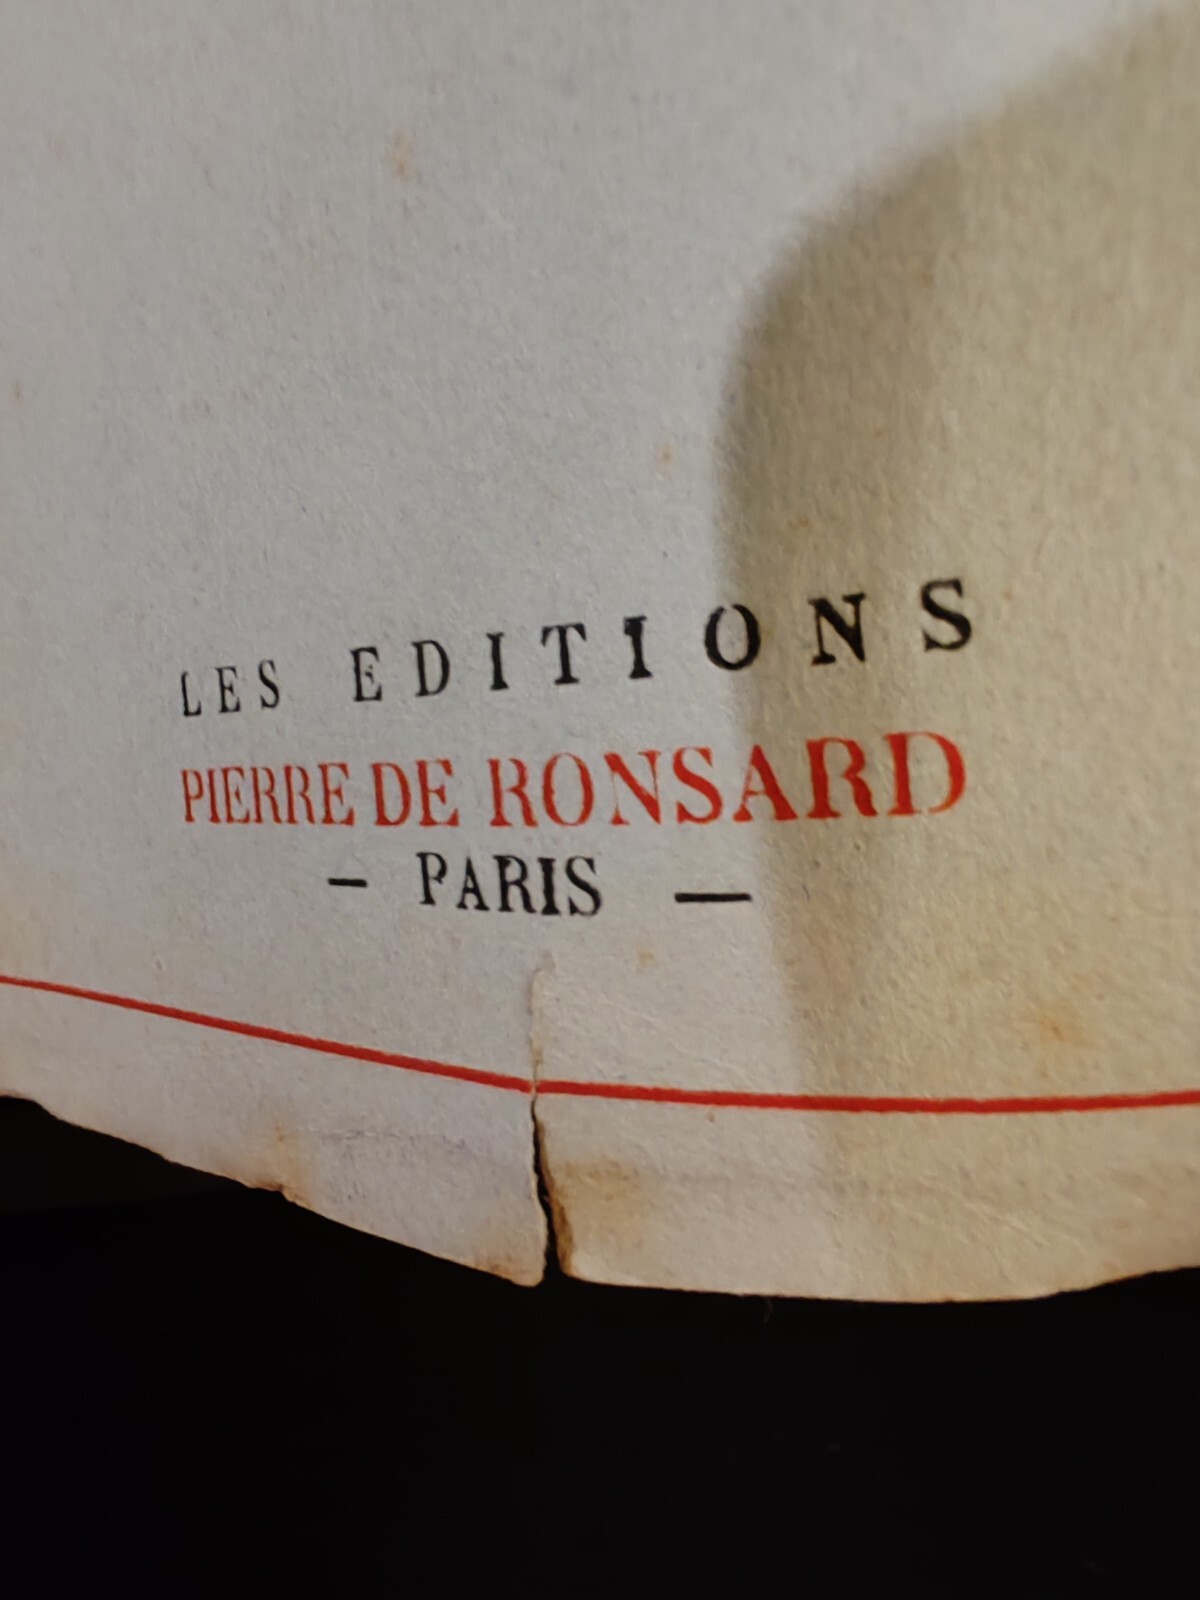 LES EDITIONS
PIERRE DE RONSARD
- PARIS —